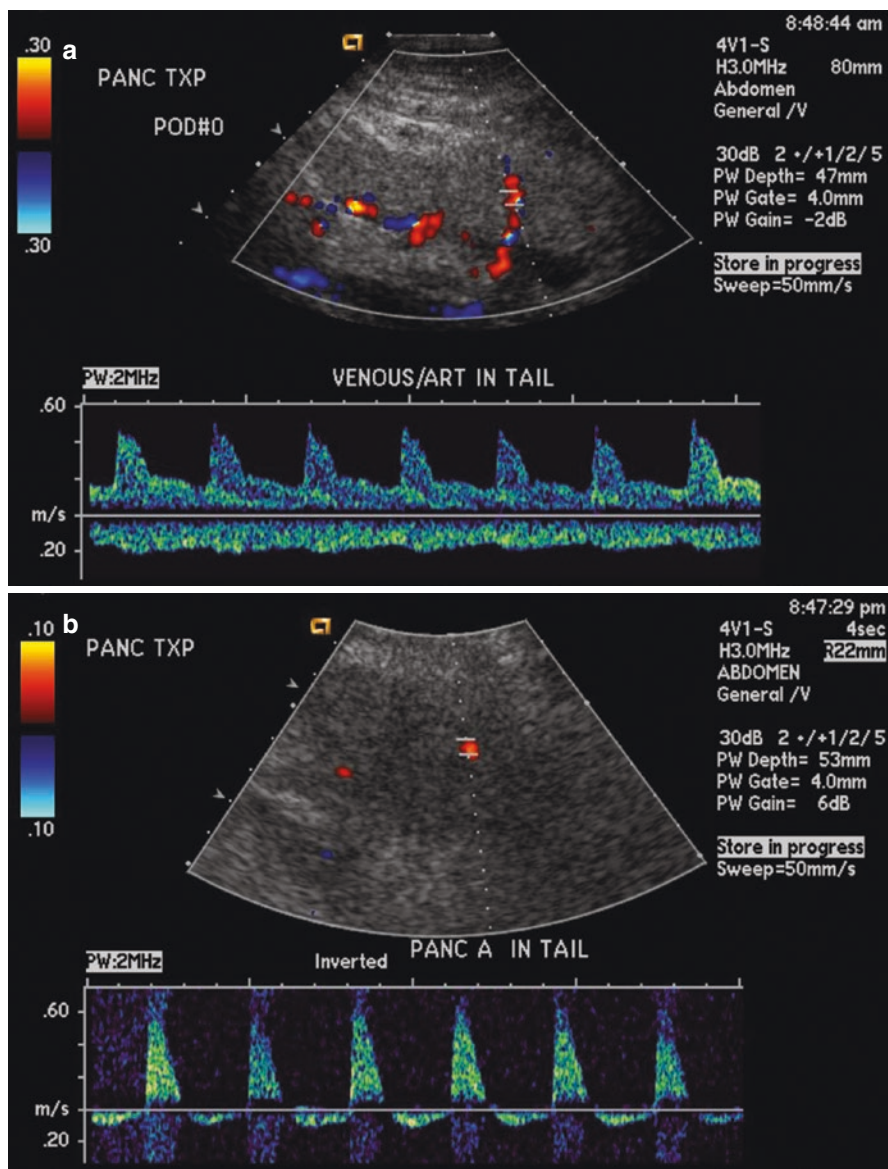 a
8:48:44 am
.30
.30
PANC TXP
POD#0
4V1-S
H3.0MHz 80mm
Abdomen
General /V
30dB 2 +/+1/2/5
PW Depth= 47mm
PW Gate= 4.0mm
PW Gain= -2dB
Store in progress
Sweep=50mm/s
PW:2MHz
VENOUS/ART IN TAIL
.60
m/s
.20
b
8:47:29 pm
.10
.10
PANC TXP
4V1-S 4sec
H3.0MHz R22mm
ABDOMEN
General /V
30dB 2 +/+1/2/5
PW Depth= 53mm
PW Gate= 4.0mm
PW Gain= 6dB
Store in progress
Sweep=50mm/s
PW:2MHz
Inverted
PANC A IN TAIL
.60
m/s
.20